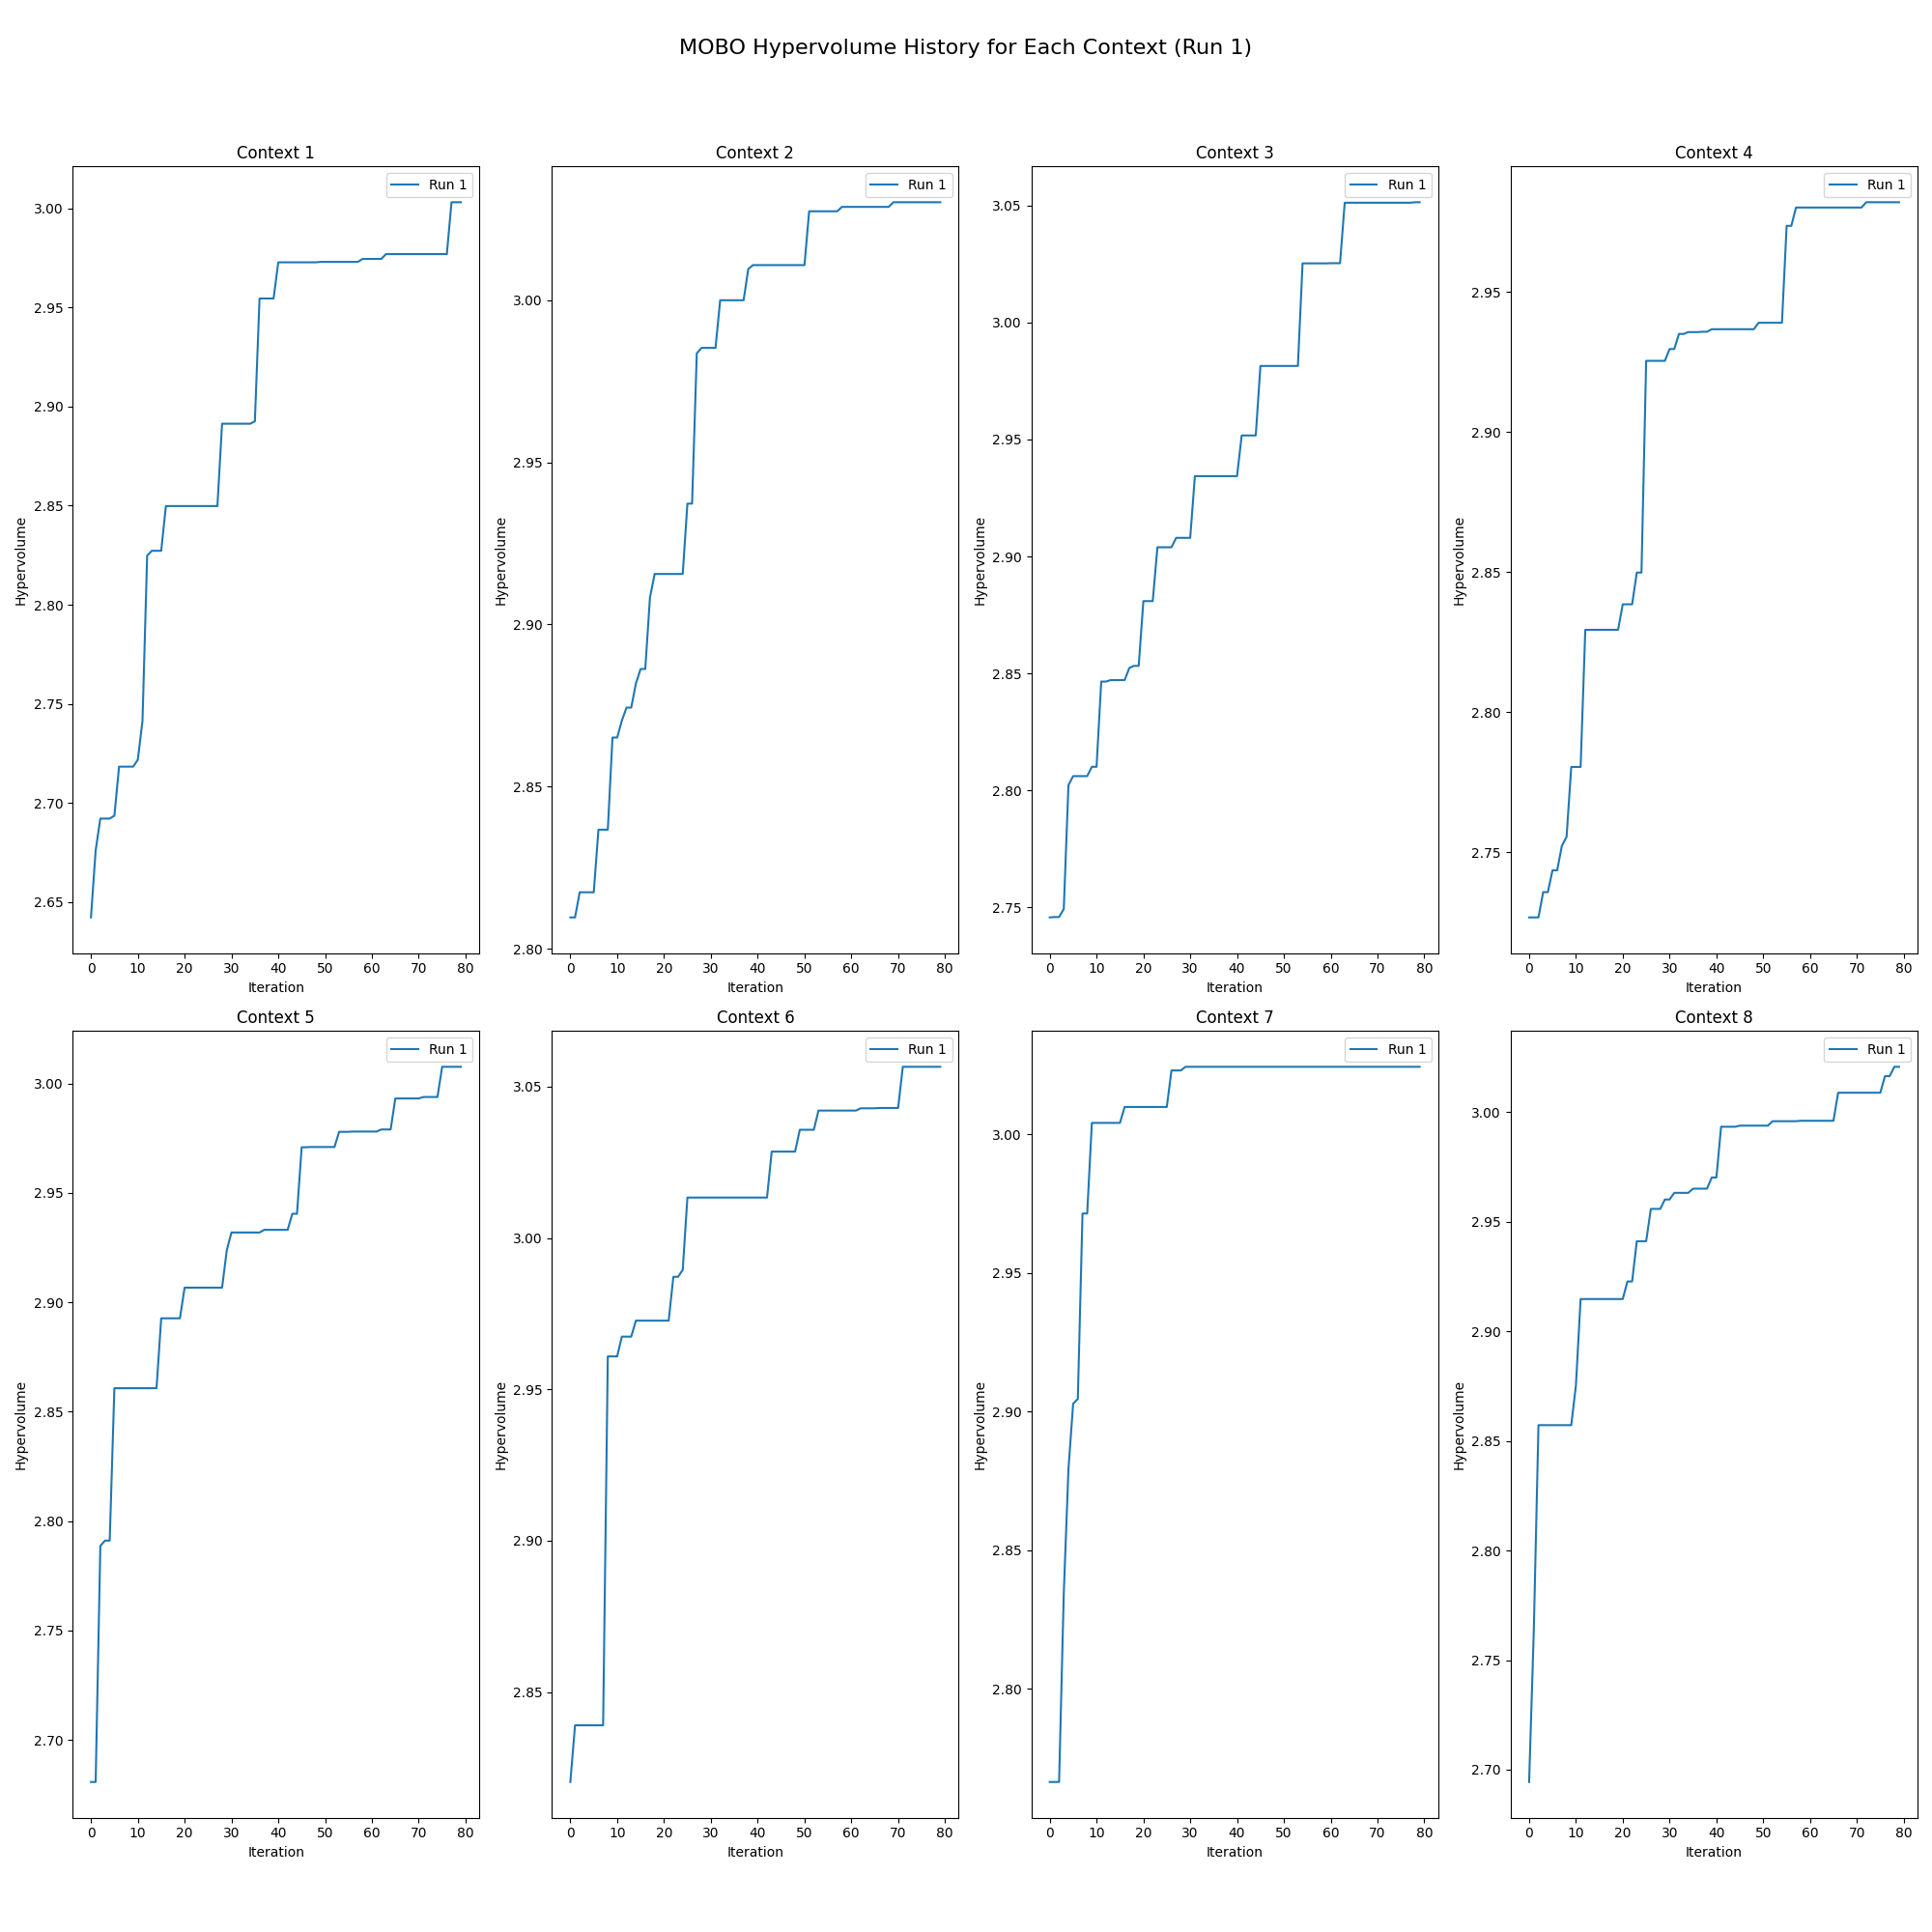 MOBO Hypervolume History for Each Context (Run 1)
Context 1
Run 1
3.00
2.95
2.90
2.85
2.80
2.75
2.70
2.65
Hypervolume
0 10 20 30 40 50 60 70 80
Iteration
Context 2
Run 1
3.00
2.95
2.90
2.85
2.80
Hypervolume
0 10 20 30 40 50 60 70 80
Iteration
Context 3
Run 1
3.05
3.00
2.95
2.90
2.85
2.80
2.75
Hypervolume
0 10 20 30 40 50 60 70 80
Iteration
Context 4
Run 1
2.95
2.90
2.85
2.80
2.75
Hypervolume
0 10 20 30 40 50 60 70 80
Iteration
Context 5
Run 1
3.00
2.95
2.90
2.85
2.80
2.75
2.70
Hypervolume
0 10 20 30 40 50 60 70 80
Iteration
Context 6
Run 1
3.05
3.00
2.95
2.90
2.85
Hypervolume
0 10 20 30 40 50 60 70 80
Iteration
Context 7
Run 1
3.00
2.95
2.90
2.85
2.80
Hypervolume
0 10 20 30 40 50 60 70 80
Iteration
Context 8
Run 1
3.00
2.95
2.90
2.85
2.80
2.75
2.70
Hypervolume
0 10 20 30 40 50 60 70 80
Iteration